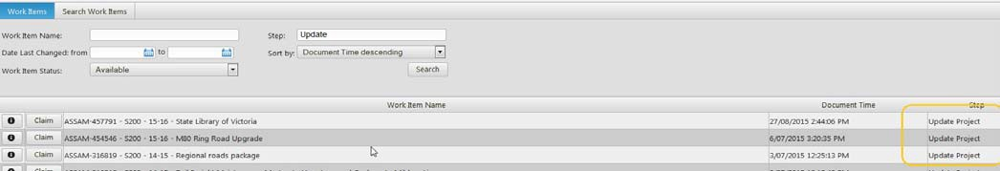 Work Items Search Work Items
Work Item Name: Step: Update
Date Last Changed: from to Sort by: Document Time descending
Work Item Status: Available Search
Work Item Name Document Time Step
Claim ASSAM-457791 - S200 - 15-16 - State Library of Victoria 27/08/2015 2:44:06 PM Update Project
Claim ASSAM-454546 - S200 - 15-16 - M80 Ring Road Upgrade 6/07/2015 3:20:35 PM Update Project
Claim ASSAM-316819 - S200 - 14-15 - Regional roads package 3/07/2015 12:25:13 PM Update Project